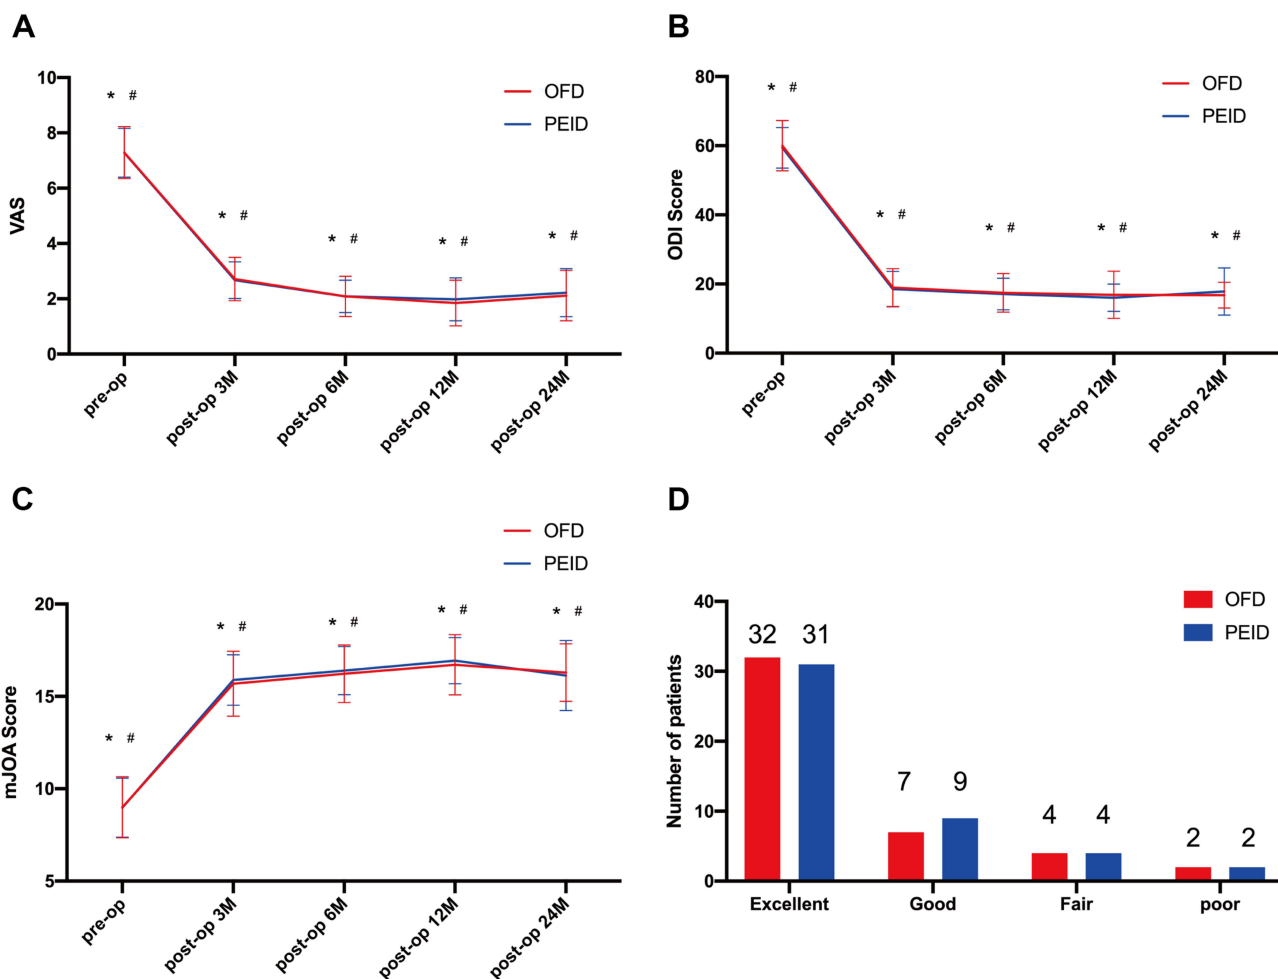 A
10
8
6
4
2
0
VAS
* #
* #
* #
* #
* #
OFD
PEID
pre-op
post-op 3M
post-op 6M
post-op 12M
post-op 24M
B
80
60
40
20
0
ODI Score
* #
* #
* #
* #
* #
OFD
PEID
pre-op
post-op 3M
post-op 6M
post-op 12M
post-op 24M
C
20
15
10
5
mJOA Score
* #
* #
* #
* #
* #
OFD
PEID
pre-op
post-op 3M
post-op 6M
post-op 12M
post-op 24M
D
40
30
20
10
0
Number of patients
OFD
PEID
32 31
7 9
4 4
2 2
Excellent Good Fair poor